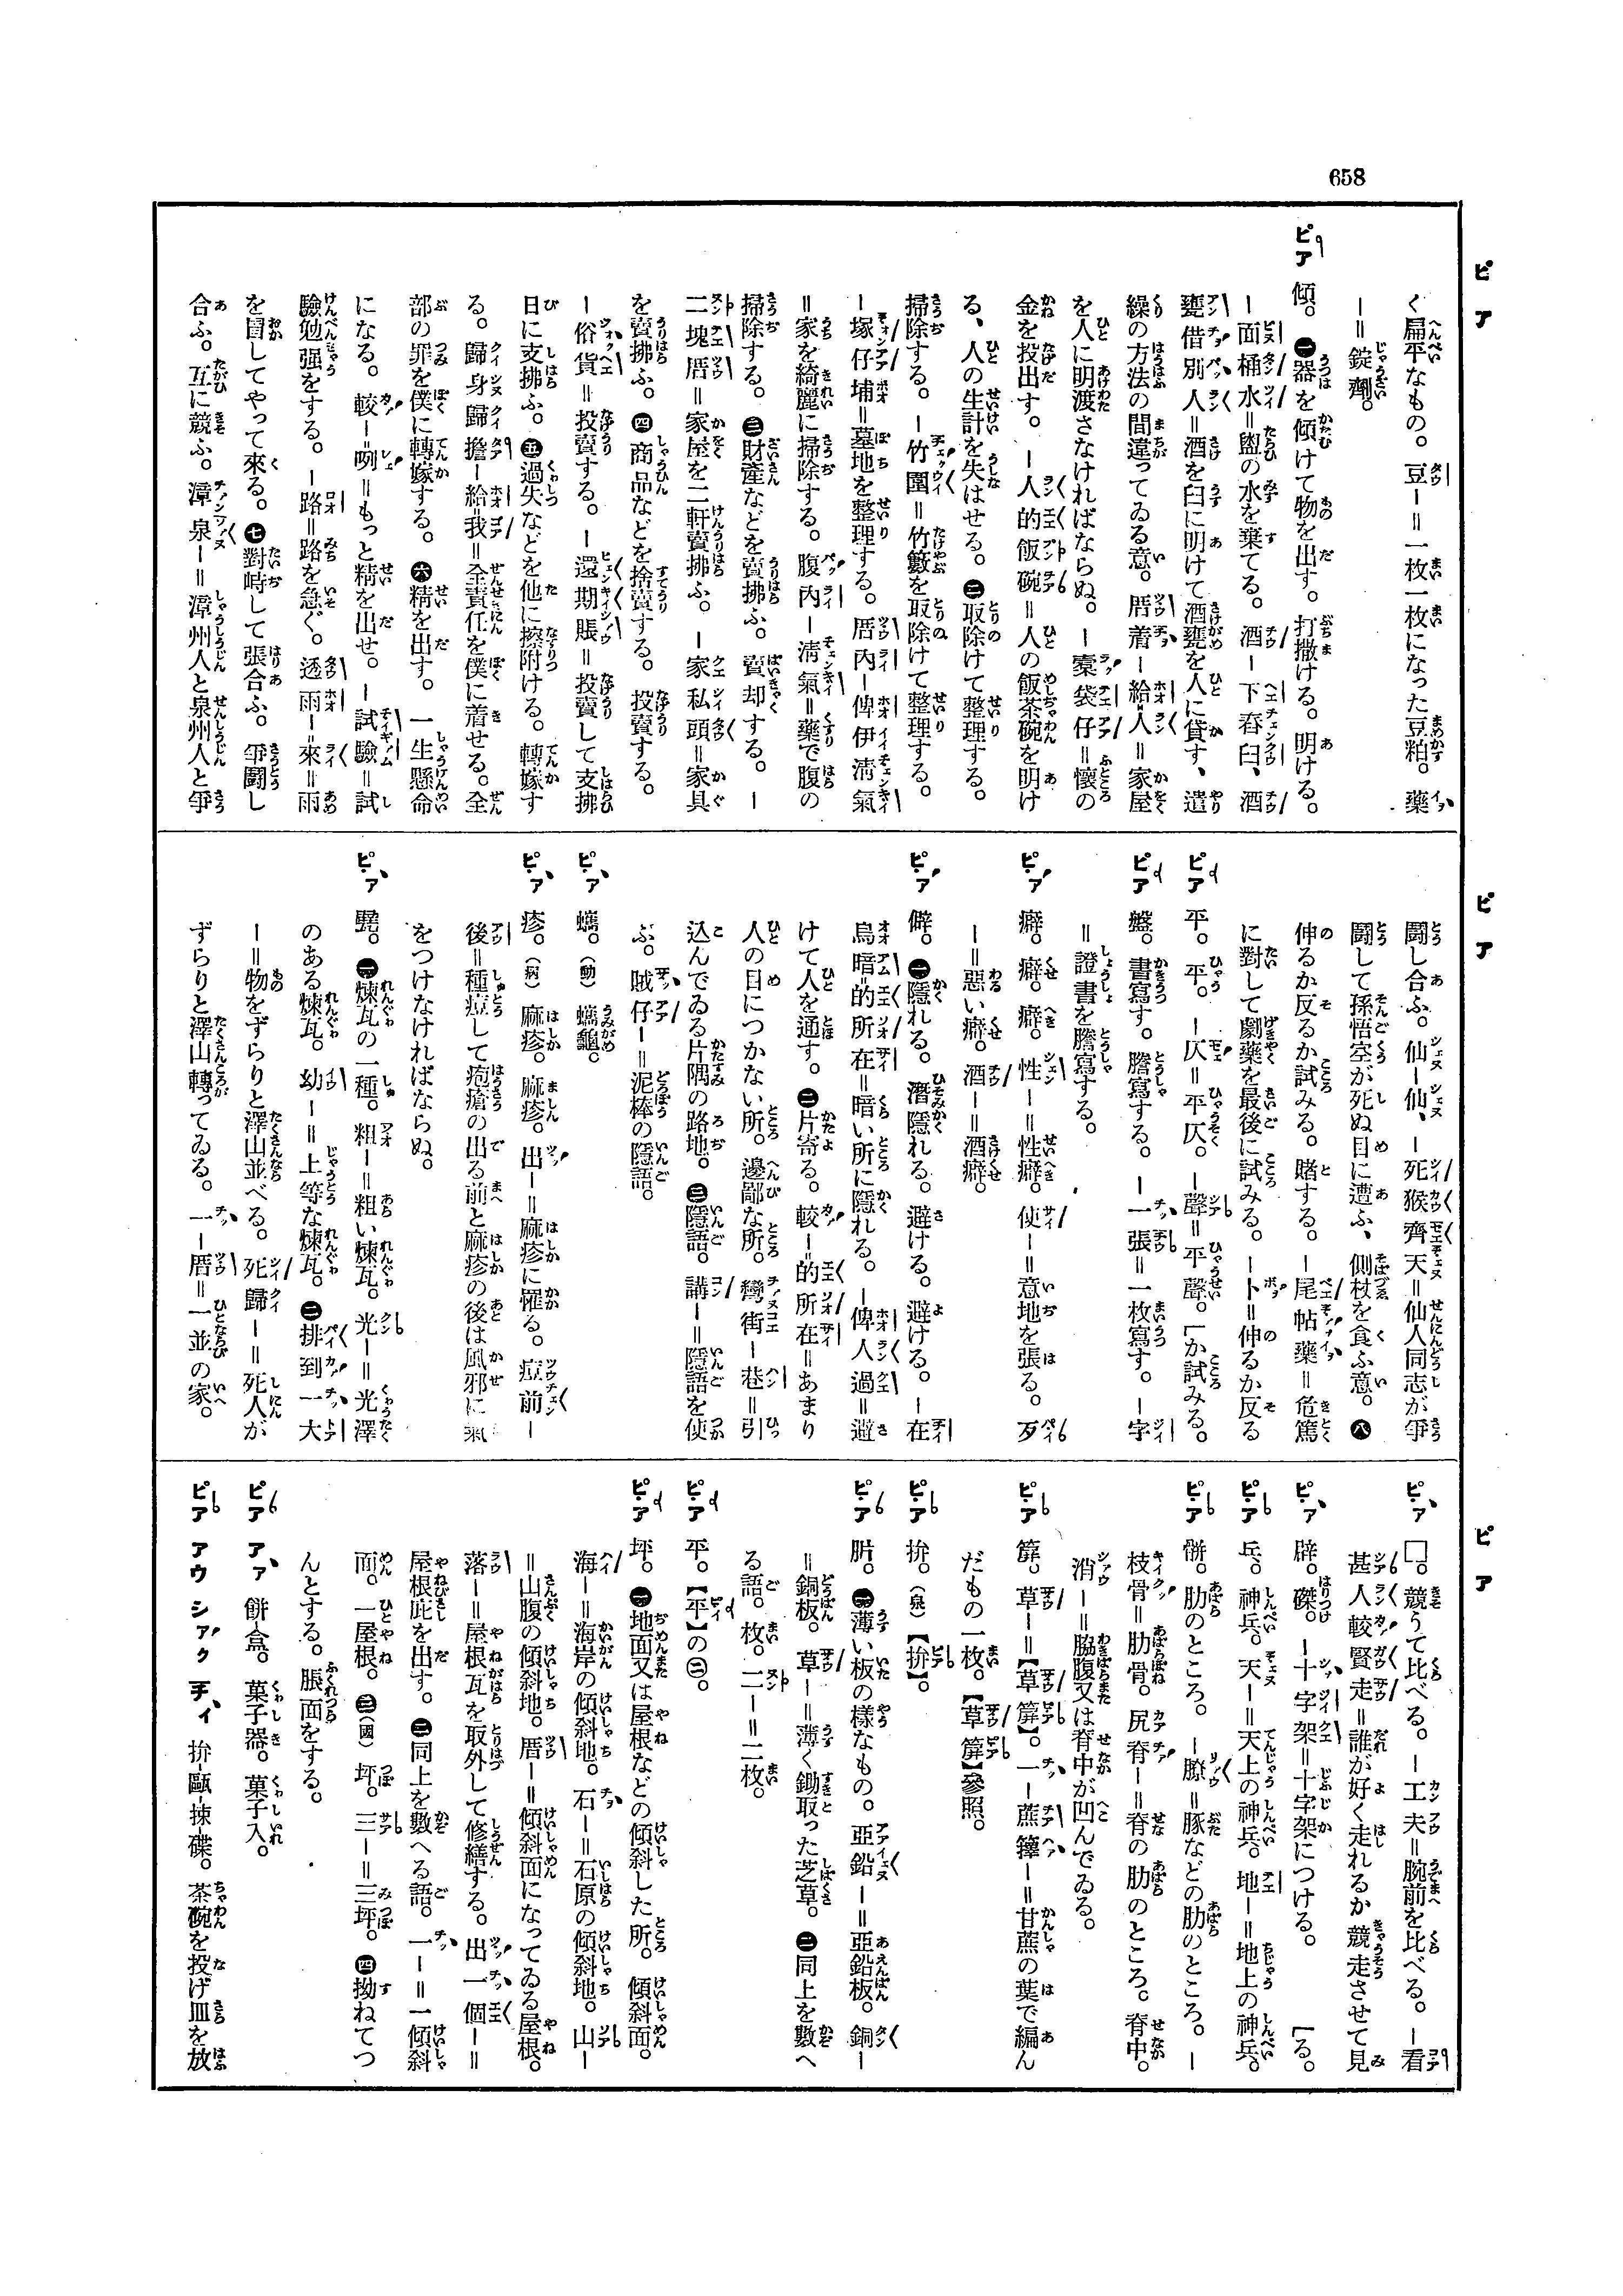 658
ピア
ピア
ピア
く扁平なもの。豆ー=一枚一枚になった豆粕。藥
ー=錠劑。
ピア 傾。㊀器を傾けて物を出す。打撒ける。明ける。
ー面桶水=盥の水を棄てる。酒ー下舂臼、酒
甕借別人=酒を臼に明けて酒甕を人に貸す、遣
繰の方法の間違ってゐる意。厝着ー給人=家屋
を人に明渡さなければならぬ。ー橐袋仔=懷の
金を投出す。ー人的飯碗=人の飯茶碗を明け
る、人の生計を失はせる。㊁取除けて整理する。
掃除する。ー竹圍=竹籔を取除けて整理する。
ー塚仔埔=墓地を整理する。厝內ー俾伊淸氣
=家を綺麗に掃除する。腹內ー淸氣=藥で腹の
掃除する。㊂財產などを賣拂ふ。賣却する。ー
二塊厝=家屋を二軒賣拂ふ。ー家私頭=家具
を賣拂ふ。㊃商品などを捨賣する。投賣する。
ー俗貨=投賣する。ー還期賬=投賣して支拂
日に支拂ふ。㊄過失などを他に擦附ける。轉嫁す
る。歸身歸擔ー給我=全責任を僕に着せる。全
部の罪を僕に轉嫁する。㊅精を出す。一生懸命
になる。較ー咧=もっと精を出せ。ー試驗=試
驗勉强をする。ー路=路を急ぐ。透雨ー來=雨
を冒してやって來る。㊆對峙して張合ふ。爭鬪し
合ふ。互に競ふ。漳泉ー=漳州人と泉州人と爭
鬪し合ふ。仙ー仙、ー死猴齊天=仙人同志が爭
鬪して孫悟空が死ぬ目に遭ふ、側杖を食ふ意。㊇
伸るか反るか試みる。賭する。ー尾帖藥=危篤
に對して劇藥を最後に試みる。ー卜=伸るか反る
ピア 平。平。ー仄=平仄。ー聲=平聲。[か試みる。
ピア 盤。書寫す。謄寫する。ー一張=一枚寫す。ー字
=證書を謄寫する。
ピア 癖。癖。癖。性ー=性癖。使ー=意地を張る。歹
ー=惡い癖。酒ー=酒癖。
ピア 僻。㊀隱れる。潛隱れる。避ける。避ける。ー在
烏暗的所在=暗い所に隱れる。ー俾人過=避
けて人を通す。㊁片寄る。較ー的所在=あまり
人の目につかない所。邊鄙な所。彎街ー巷=引
込んでゐる片隅の路地。㊂隱語。講ー=隱語を使
ぶ。賊仔ー=泥棒の隱語。
ピア 蠵。(動)蠵龜。
ピア 疹。(病)麻疹。麻疹。出ー=麻疹に罹る。痘前ー
後=種痘して疱瘡の出る前と麻疹の後は風邪に氣
をつけなければならぬ。
ピア 甓。㊀煉瓦の一種。粗ー=粗い煉瓦。光ー=光澤
のある煉瓦。幼ー=上等な煉瓦。㊁排到一大
ー=物をずらりと澤山並べる。死歸ー=死人が
ずらりと澤山轉ってゐる。一ー厝=一並の家。
ピア □。競うて比べる。ー工夫=腕前を比べる。ー看
甚人較賢走=誰が好く走れるか競走させて見
ピア 辟。磔。ー十字架=十字架につける。 [る。
ピア 兵。神兵。天ー=天上の神兵。地ー=地上の神兵。
ピア 骿。肋のところ。ー膫=豚などの肋のところ。ー
枝骨=肋骨。尻脊ー=脊の肋のところ。脊中。
消ー=脇腹又は脊中が凹んでゐる。
ピア 箳。草ー=【草箳】。一ー蔗籜ー=甘蔗の葉で編ん
だもの一枚。【草箳】參照。
ピア 拚。(泉)【拚】。
ピア 㸤。㊀薄い板の樣なもの。亞鉛ー=亞鉛板。銅ー
=銅板。草ー=薄く鋤取った芝草。㊁同上を數へ
る語。枚。二ー=二枚。
ピア 平。【平】の㊁。
ピア 坪。㊀地面又は屋根などの傾斜した所。傾斜面。
海ー=海岸の傾斜地。石ー=石原の傾斜地。山ー
=山腹の傾斜地。厝ー=傾斜面になってゐる屋根。
落ー=屋根瓦を取外して修繕する。出一個ー=
屋根庇を出す。㊁同上を數へる語。一ー=一傾斜
面。一屋根。㊂(國)坪。三ー=三坪。㊃拗ねてつ
んとする。脹面をする。
ピア アァ 餠ー盒。菓子器。菓子入。
ピア アウ シァク チィ 拚ー甌ー揀ー碟。茶碗を投げ皿を放